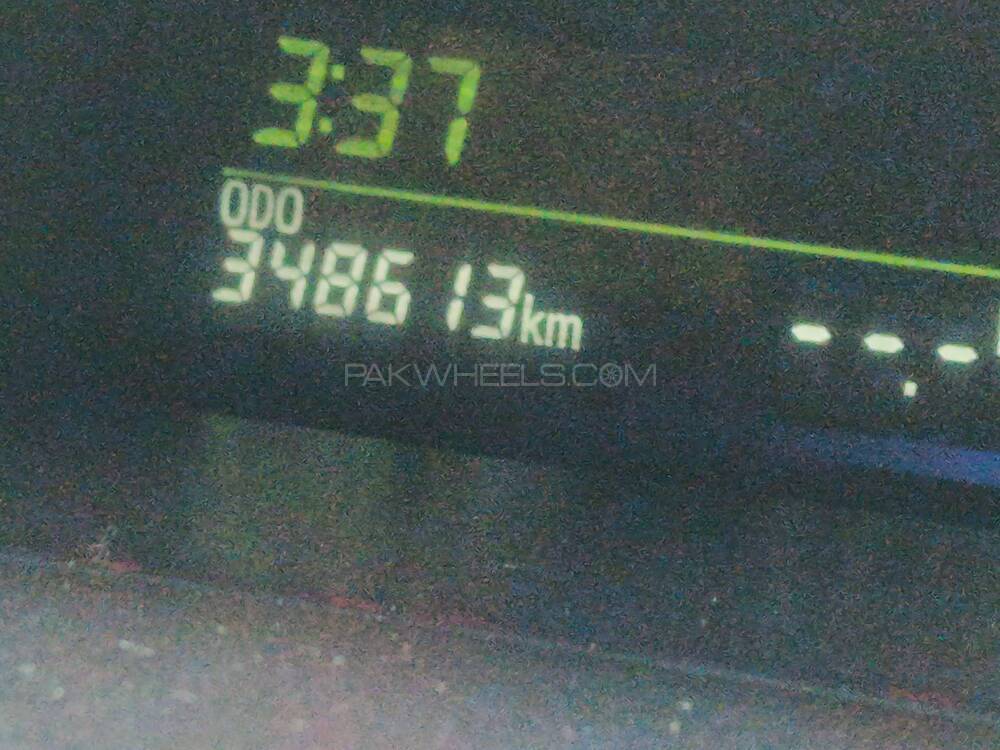 3:37
ODO
348613km
--.-
PAKWHEELS.COM